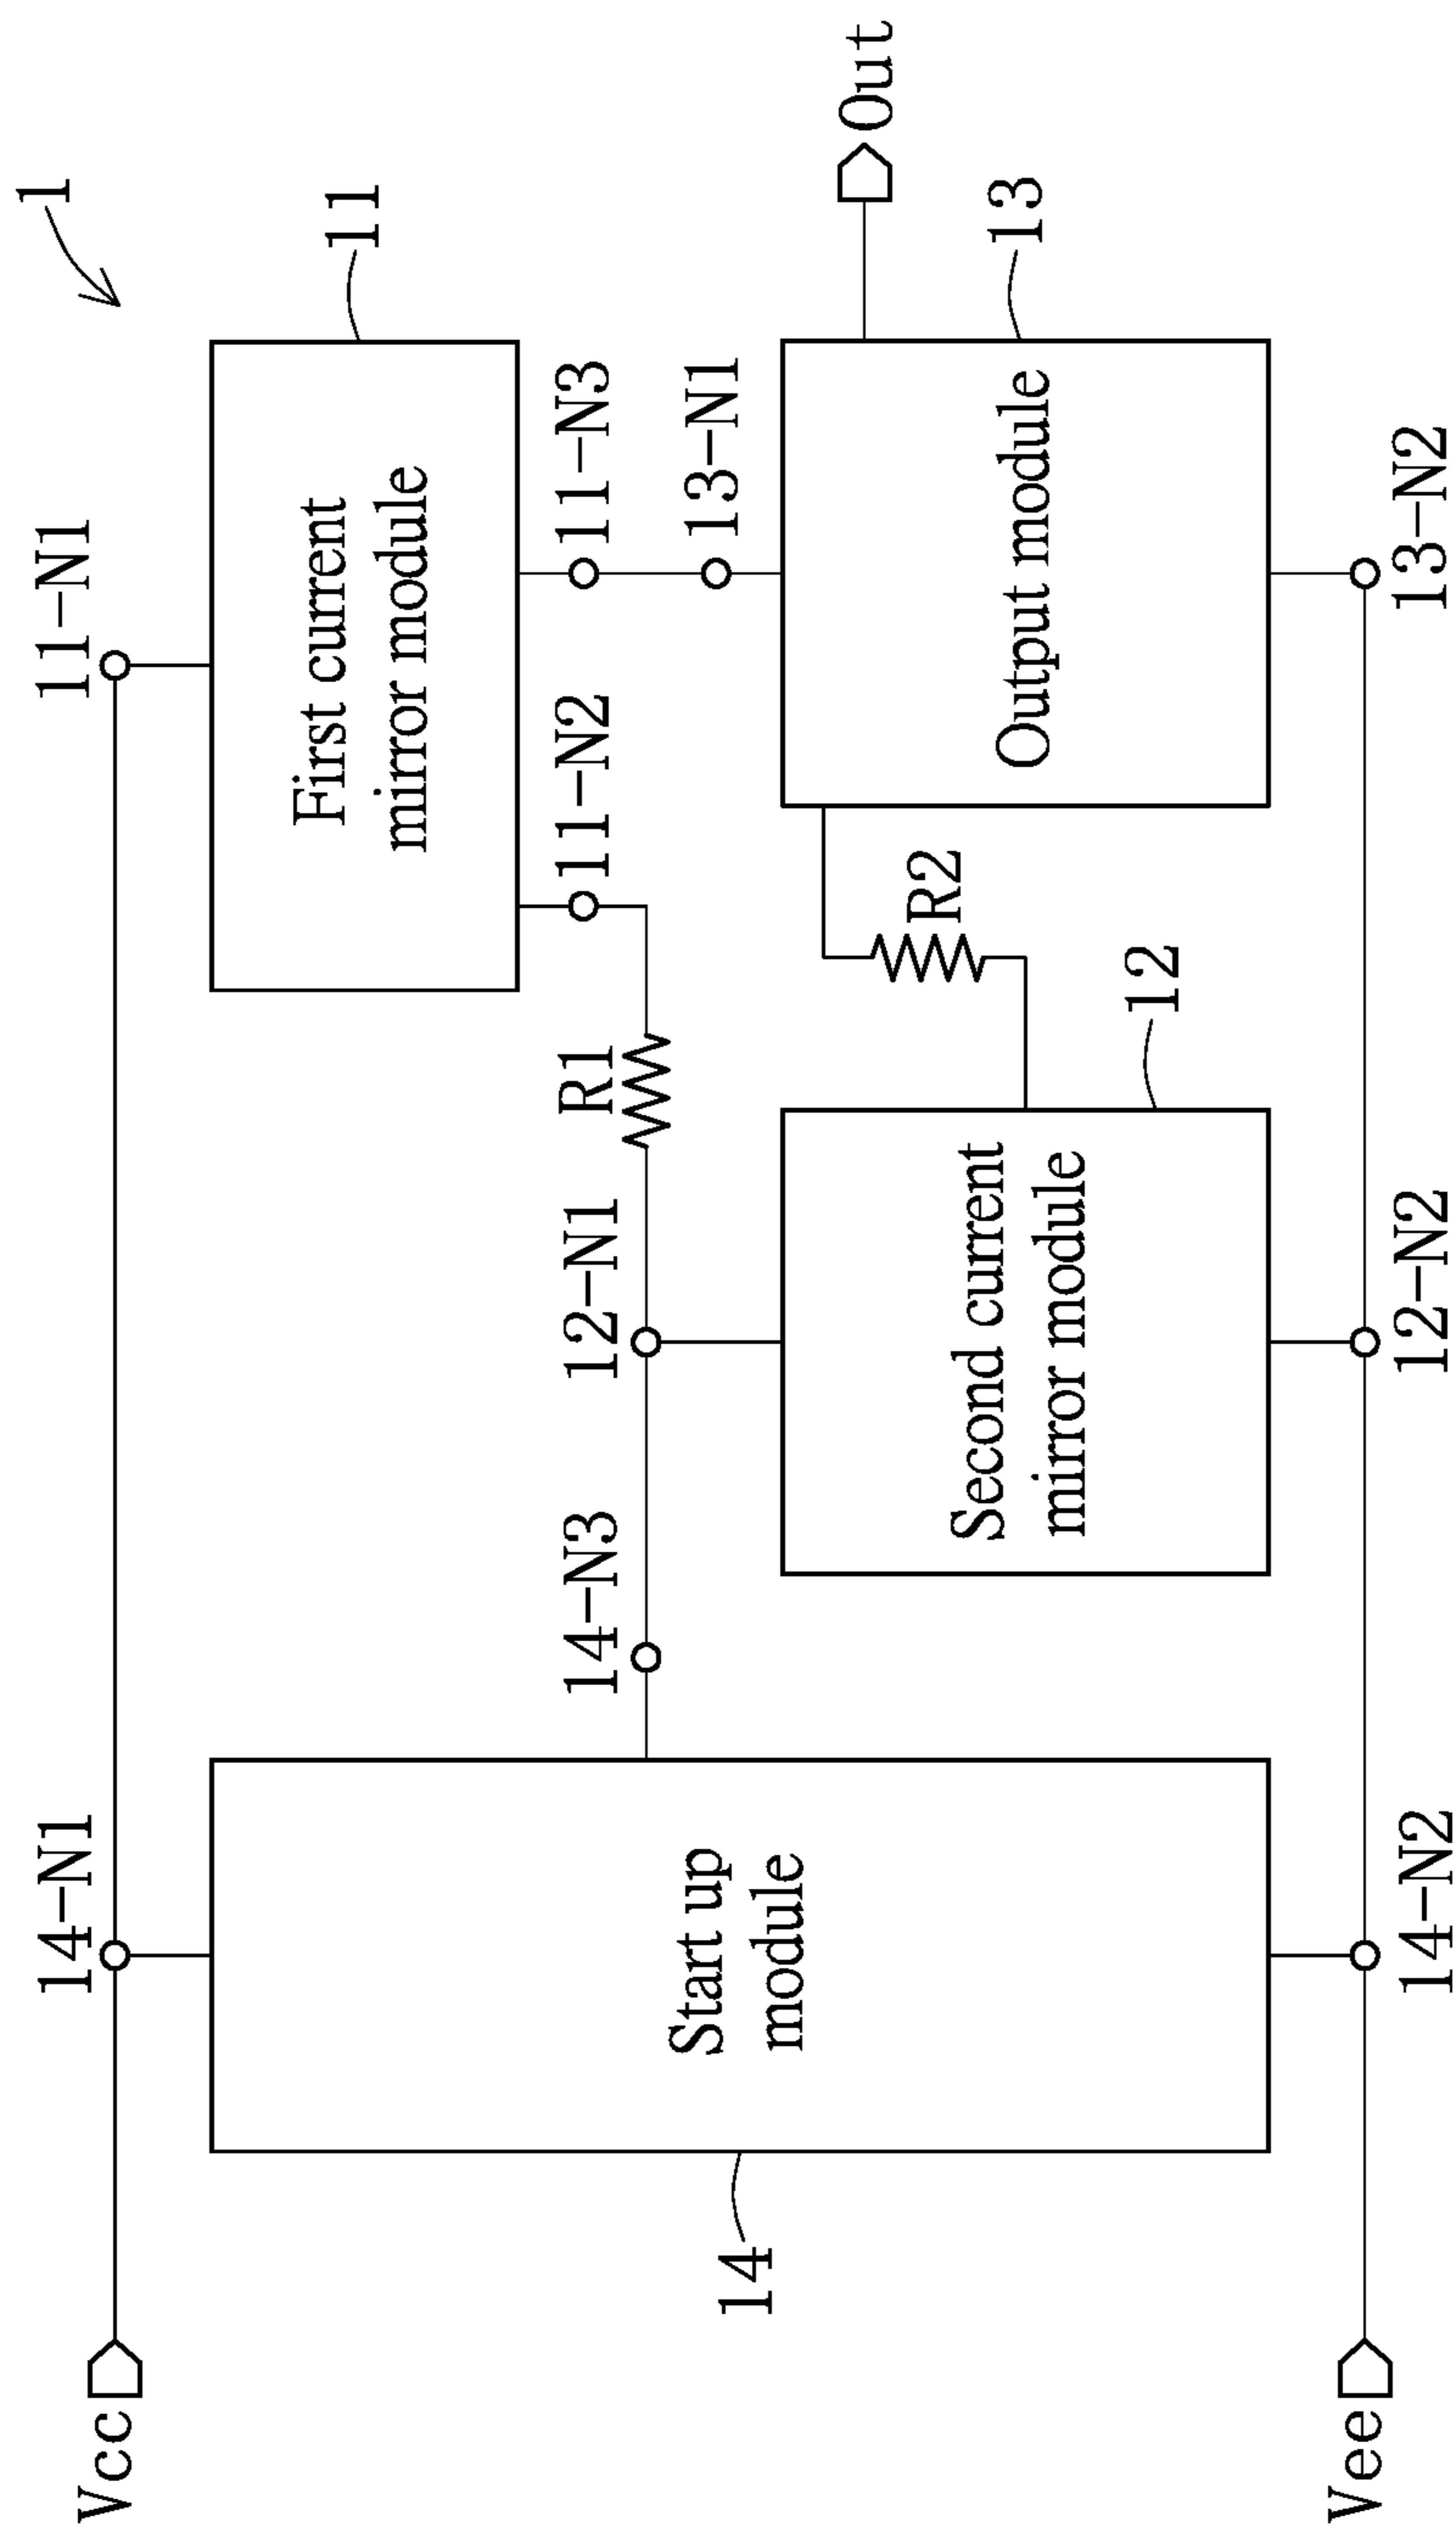 1
Vcc
14-N1
11-N1
First current
mirror module
11
11-N2
11-N3
R1
14-N3
12-N1
13-N1
Start up
module
14
Second current
mirror module
12
R2
Output module
13
Out
Vee
14-N2
12-N2
13-N2